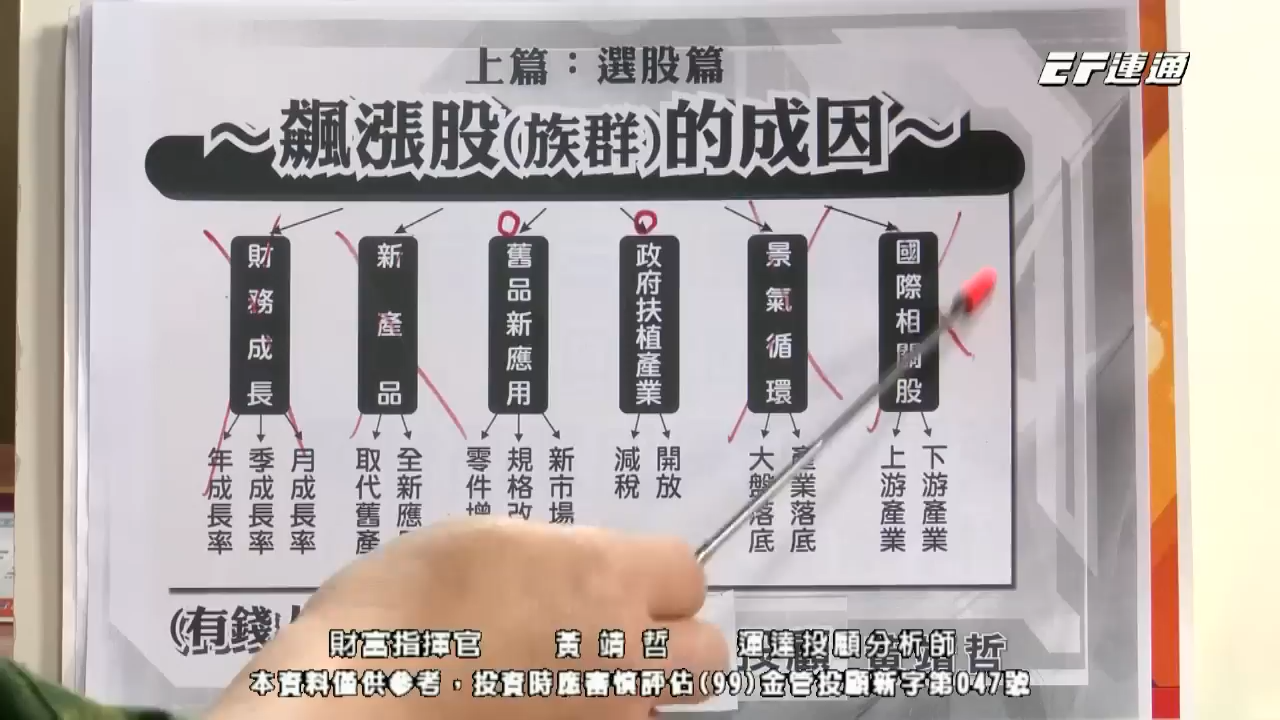 上篇：選股篇
EF運通
～飆漲股(族群)的成因～
財務成長
新產品
舊品新應用
政府扶植產業
景氣循環
國際相關股
年成長率
季成長率
月成長率
取代舊產
全新應
零件增
規格改
新市場
減稅
開放
大盤落底
產業落底
上游產業
下游產業
(有錢
黃靖哲
財富指揮官 黃靖哲 運達投顧分析師
本資料僅供參考，投資時應審慎評估(99)金管投顧新字第047號